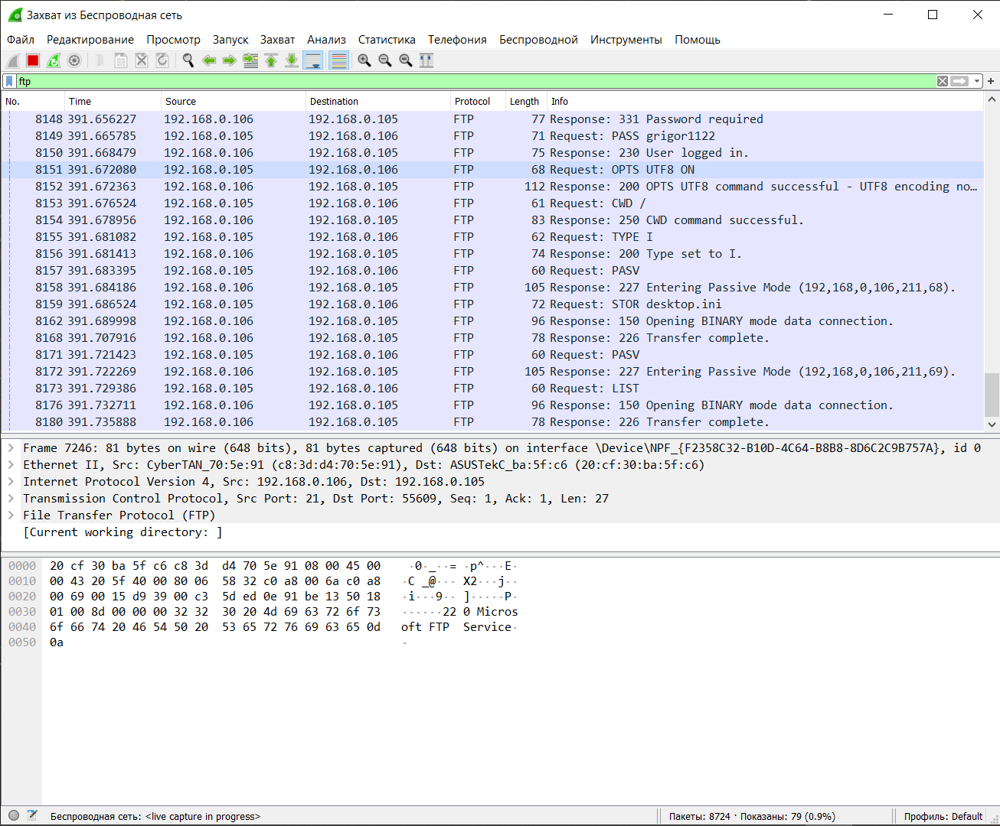 Захват из Беспроводная сеть
Файл Редактирование Просмотр Запуск Захват Анализ Статистика Телефония Беспроводной Инструменты Помощь
ftp
No. Time Source Destination Protocol Length Info
8148 391.656227 192.168.0.106 192.168.0.105 FTP 77 Response: 331 Password required
8149 391.665785 192.168.0.105 192.168.0.106 FTP 71 Request: PASS grigor1122
8150 391.668479 192.168.0.106 192.168.0.105 FTP 75 Response: 230 User logged in.
8151 391.672080 192.168.0.105 192.168.0.106 FTP 68 Request: OPTS UTF8 ON
8152 391.672363 192.168.0.106 192.168.0.105 FTP 112 Response: 200 OPTS UTF8 command successful - UTF8 encoding no…
8153 391.676524 192.168.0.105 192.168.0.106 FTP 61 Request: CWD /
8154 391.678956 192.168.0.106 192.168.0.105 FTP 83 Response: 250 CWD command successful.
8155 391.681082 192.168.0.105 192.168.0.106 FTP 62 Request: TYPE I
8156 391.681413 192.168.0.106 192.168.0.105 FTP 74 Response: 200 Type set to I.
8157 391.683395 192.168.0.105 192.168.0.106 FTP 60 Request: PASV
8158 391.684186 192.168.0.106 192.168.0.105 FTP 105 Response: 227 Entering Passive Mode (192,168,0,106,211,68).
8159 391.686524 192.168.0.105 192.168.0.106 FTP 72 Request: STOR desktop.ini
8162 391.689998 192.168.0.106 192.168.0.105 FTP 96 Response: 150 Opening BINARY mode data connection.
8168 391.707916 192.168.0.106 192.168.0.105 FTP 78 Response: 226 Transfer complete.
8171 391.721423 192.168.0.105 192.168.0.106 FTP 60 Request: PASV
8172 391.722269 192.168.0.106 192.168.0.105 FTP 105 Response: 227 Entering Passive Mode (192,168,0,106,211,69).
8173 391.729386 192.168.0.105 192.168.0.106 FTP 60 Request: LIST
8176 391.732711 192.168.0.106 192.168.0.105 FTP 96 Response: 150 Opening BINARY mode data connection.
8180 391.735888 192.168.0.106 192.168.0.105 FTP 78 Response: 226 Transfer complete.
Frame 7246: 81 bytes on wire (648 bits), 81 bytes captured (648 bits) on interface \Device\NPF_{F2358C32-B10D-4C64-B8B8-8D6C2C9B757A}, id 0
Ethernet II, Src: CyberTAN_70:5e:91 (c8:3d:d4:70:5e:91), Dst: ASUSTekC_ba:5f:c6 (20:cf:30:ba:5f:c6)
Internet Protocol Version 4, Src: 192.168.0.106, Dst: 192.168.0.105
Transmission Control Protocol, Src Port: 21, Dst Port: 55609, Seq: 1, Ack: 1, Len: 27
File Transfer Protocol (FTP)
[Current working directory: ]
0000 20 cf 30 ba 5f c6 c8 3d d4 70 5e 91 08 00 45 00 ·0·_··= ·p^···E·
0010 00 43 20 5f 40 00 80 06 58 32 c0 a8 00 6a c0 a8 ·C _@··· X2···j··
0020 00 69 00 15 d9 39 00 c3 5d ed 0e 91 be 13 50 18 ·i···9·· ]·····P·
0030 01 00 8d 00 00 00 32 32 30 20 4d 69 63 72 6f 73 ······22 0 Micros
0040 6f 66 74 20 46 54 50 20 53 65 72 76 69 63 65 0d oft FTP Service·
0050 0a ·
Беспроводная сеть: <live capture in progress> Пакеты: 8724 · Показаны: 79 (0.9%) Профиль: Default